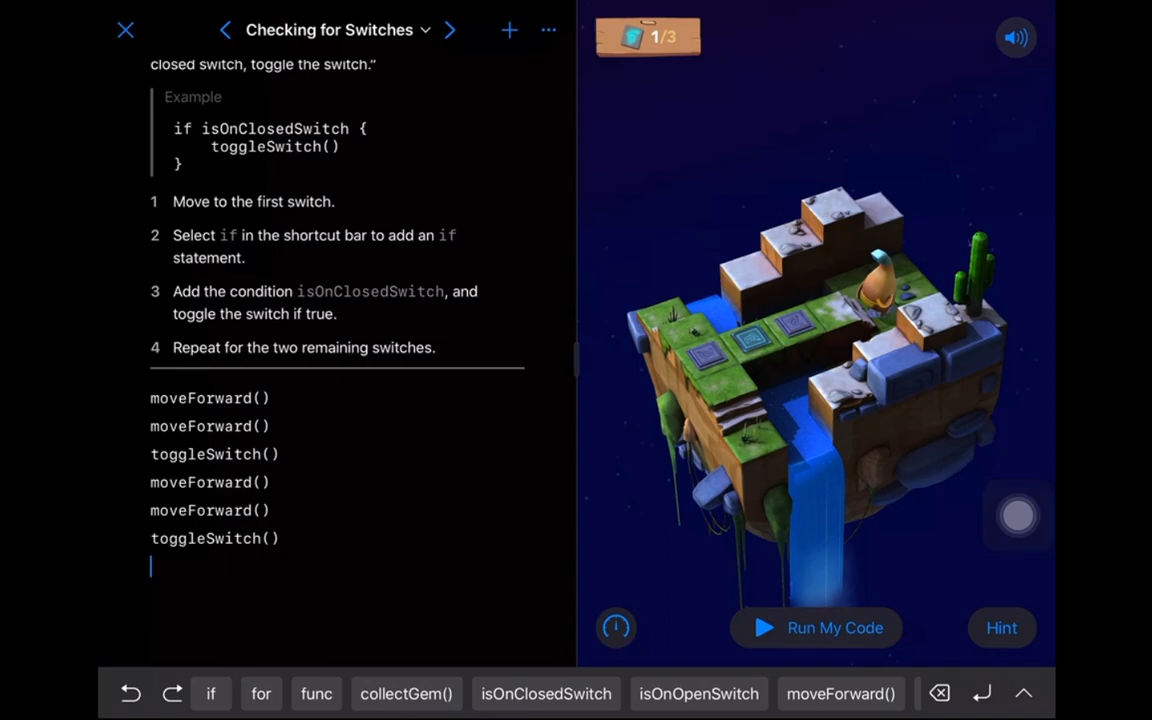 Checking for Switches
closed switch, toggle the switch."
Example
if isOnClosedSwitch {
toggleSwitch()
}
1 Move to the first switch.
2 Select if in the shortcut bar to add an if
statement.
3 Add the condition isOnClosedSwitch, and
toggle the switch if true.
4 Repeat for the two remaining switches.
moveForward()
moveForward()
toggleSwitch()
moveForward()
moveForward()
toggleSwitch()
1/3
Run My Code
Hint
if for func collectGem() isOnClosedSwitch isOnOpenSwitch moveForward()